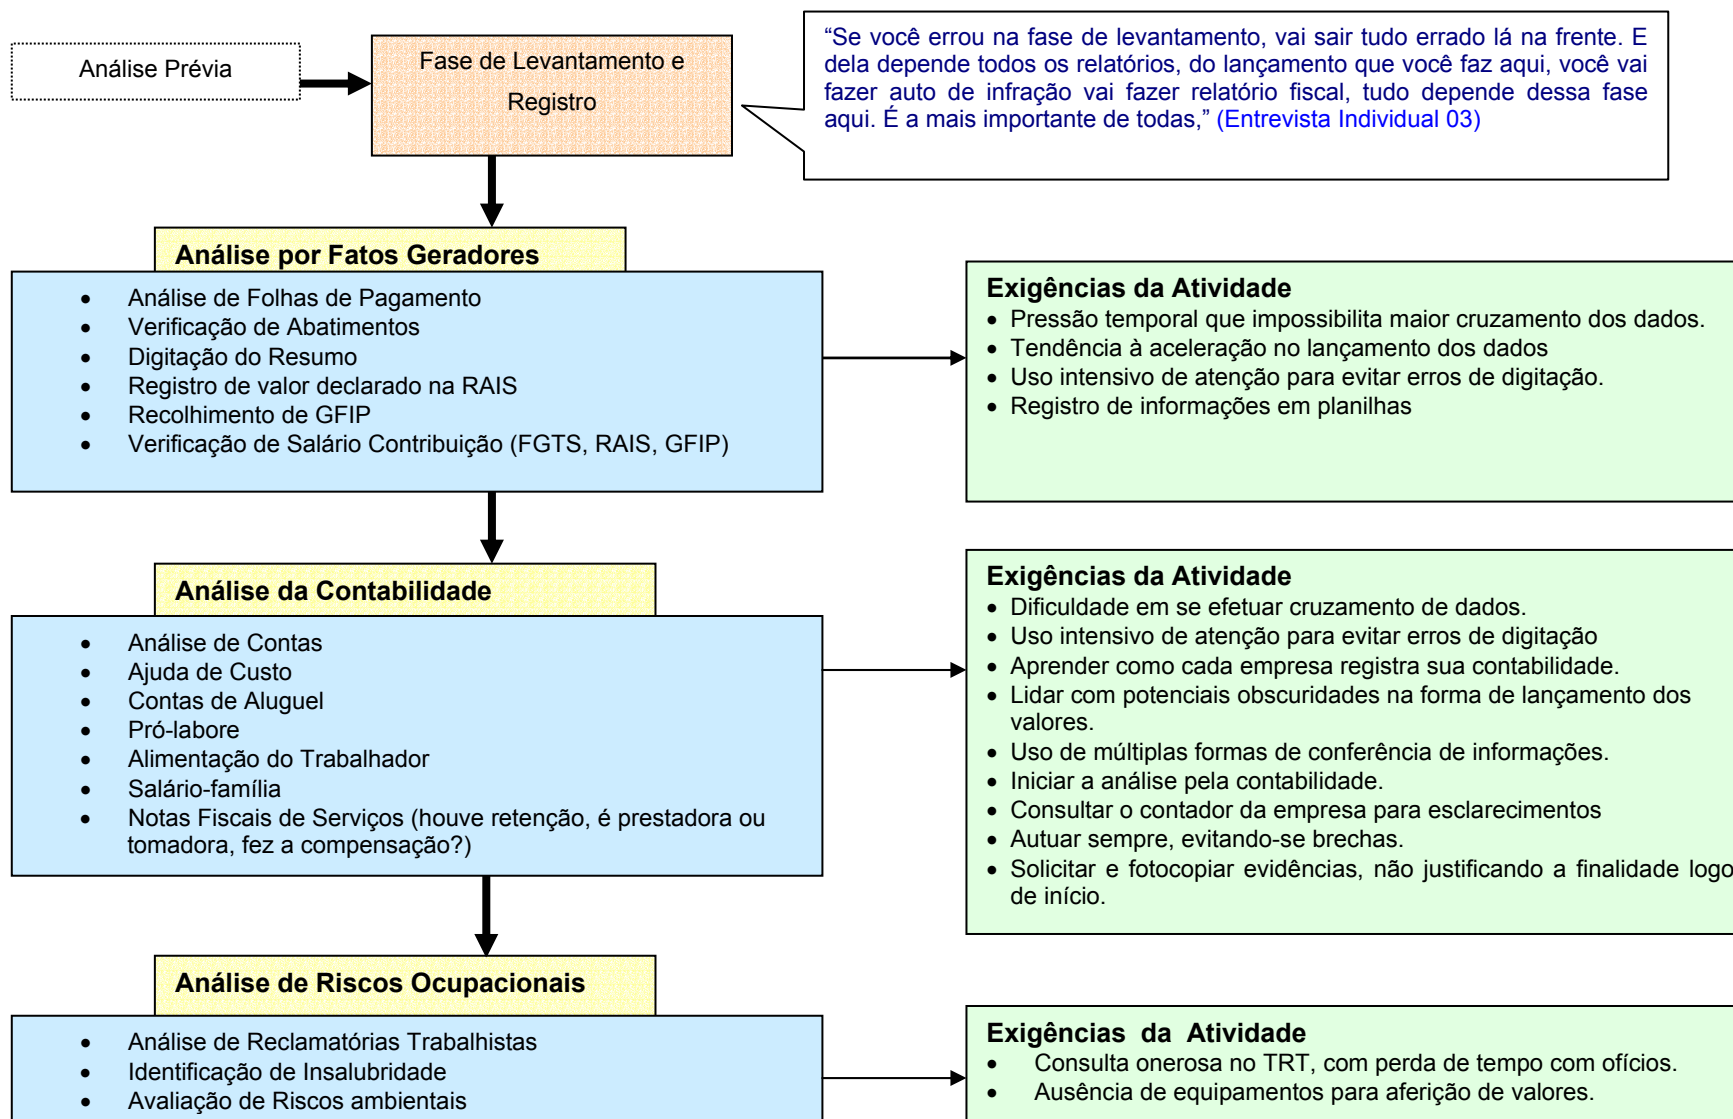 Análise Prévia
Fase de Levantamento e
Registro
“Se você errou na fase de levantamento, vai sair tudo errado lá na frente. E
dela depende todos os relatórios, do lançamento que você faz aqui, você vai
fazer auto de infração vai fazer relatório fiscal, tudo depende dessa fase
aqui. É a mais importante de todas,” (Entrevista Individual 03)
Análise por Fatos Geradores
• Análise de Folhas de Pagamento
• Verificação de Abatimentos
• Digitação do Resumo
• Registro de valor declarado na RAIS
• Recolhimento de GFIP
• Verificação de Salário Contribuição (FGTS, RAIS, GFIP)
Exigências da Atividade
• Pressão temporal que impossibilita maior cruzamento dos dados.
• Tendência à aceleração no lançamento dos dados
• Uso intensivo de atenção para evitar erros de digitação.
• Registro de informações em planilhas
Análise da Contabilidade
• Análise de Contas
• Ajuda de Custo
• Contas de Aluguel
• Pró-labore
• Alimentação do Trabalhador
• Salário-família
• Notas Fiscais de Serviços (houve retenção, é prestadora ou
tomadora, fez a compensação?)
Exigências da Atividade
• Dificuldade em se efetuar cruzamento de dados.
• Uso intensivo de atenção para evitar erros de digitação
• Aprender como cada empresa registra sua contabilidade.
• Lidar com potenciais obscuridades na forma de lançamento dos
valores.
• Uso de múltiplas formas de conferência de informações.
• Iniciar a análise pela contabilidade.
• Consultar o contador da empresa para esclarecimentos
• Autuar sempre, evitando-se brechas.
• Solicitar e fotocopiar evidências, não justificando a finalidade logo
de início.
Análise de Riscos Ocupacionais
• Análise de Reclamatórias Trabalhistas
• Identificação de Insalubridade
• Avaliação de Riscos ambientais
Exigências da Atividade
• Consulta onerosa no TRT, com perda de tempo com ofícios.
• Ausência de equipamentos para aferição de valores.